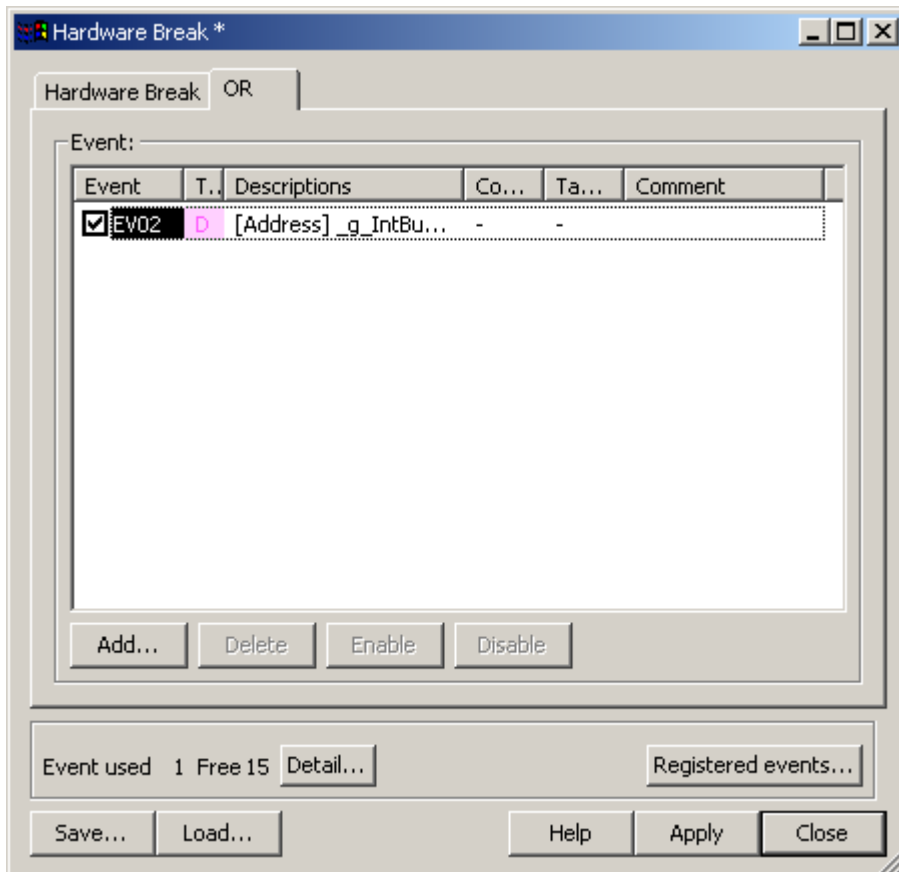 Hardware Break *
Hardware Break OR
Event:
Event T.. Descriptions Co... Ta... Comment
EV02 D [Address] _g_IntBu... - -
Add... Delete Enable Disable
Event used 1 Free 15 Detail... Registered events...
Save... Load... Help Apply Close